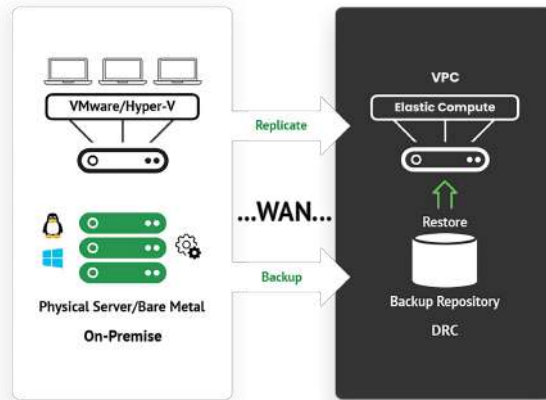 VMware/Hyper-V
Physical Server/Bare Metal
On-Premise
Replicate
...WAN...
Backup
VPC
Elastic Compute
Restore
Backup Repository
DRC